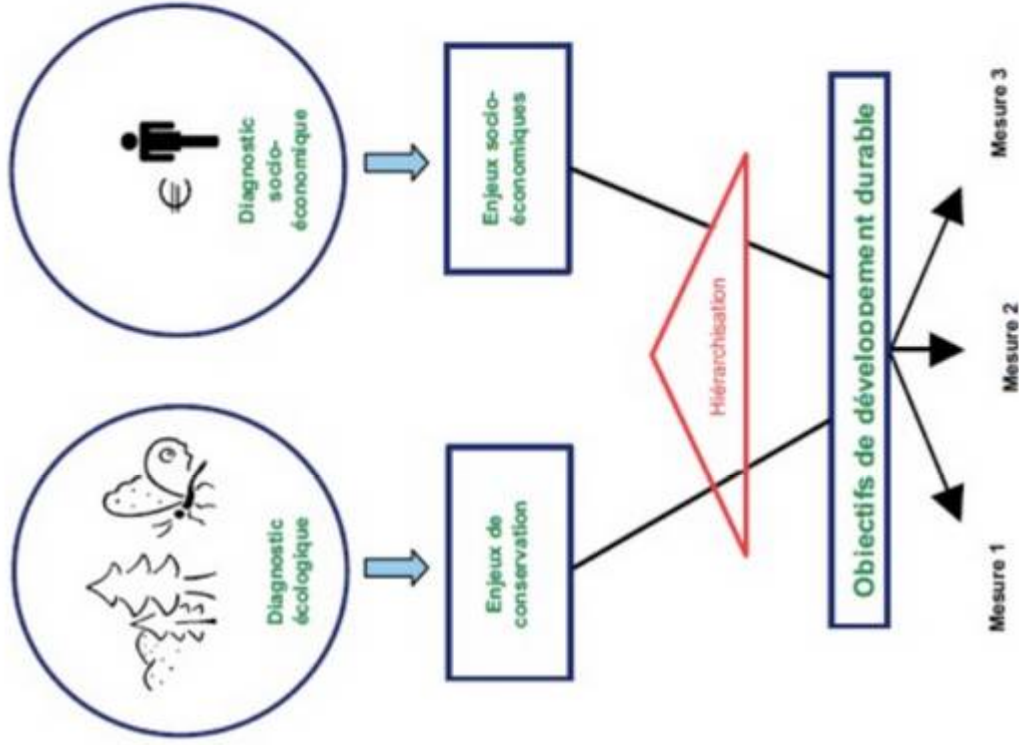 Diagnostic
écologique
€
Diagnostic
socio-
économique
Enjeux de
conservation
Enjeux socio-
économiques
Hiérarchisation
Objectifs de développement durable
Mesure 1
Mesure 2
Mesure 3